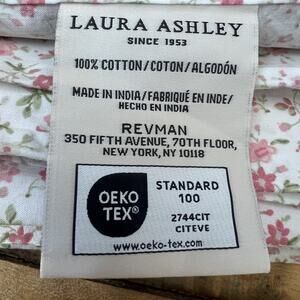 LAURA ASHLEY
SINCE 1953
100% COTTON/COTON/ALGODÓN
MADE IN INDIA/FABRIQUÉ EN INDE/
HECHO EN INDIA
REVMAN
350 FIFTH AVENUE, 70TH FLOOR,
NEW YORK, NY 10118
OEKO
TEX®
STANDARD
100
2744CIT
CITEVE
www.oeko-tex.com